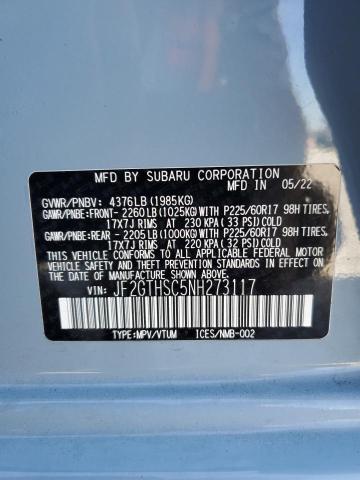 MFD BY SUBARU CORPORATION
IN 05/22
GVWR/PNBV: 4376LB (1985KG)
GAWR/PNBE: FRONT- 2260LB (1025KG) WITH P225/60R17 98H TIRES,
17X7J RIMS AT 230 KPA (33 PSI) COLD
GAWR/PNBE: REAR - 2205LB (1000KG) WITH P225/60R17 98H TIRES,
17X7J RIMS AT 220 KPA (32 PSI) COLD
THIS VEHICLE CONFORMS TO ALL APPLICABLE FEDERAL MOTOR
VEHICLE SAFETY, BUMPER, AND THEFT PREVENTION
STANDARDS IN EFFECT ON THE DATE OF MANUFACTURE SHOWN ABOVE.
VIN: JF2GTHSC5NH273117
TYPE:MPV/VTUM ICES/NMB-002